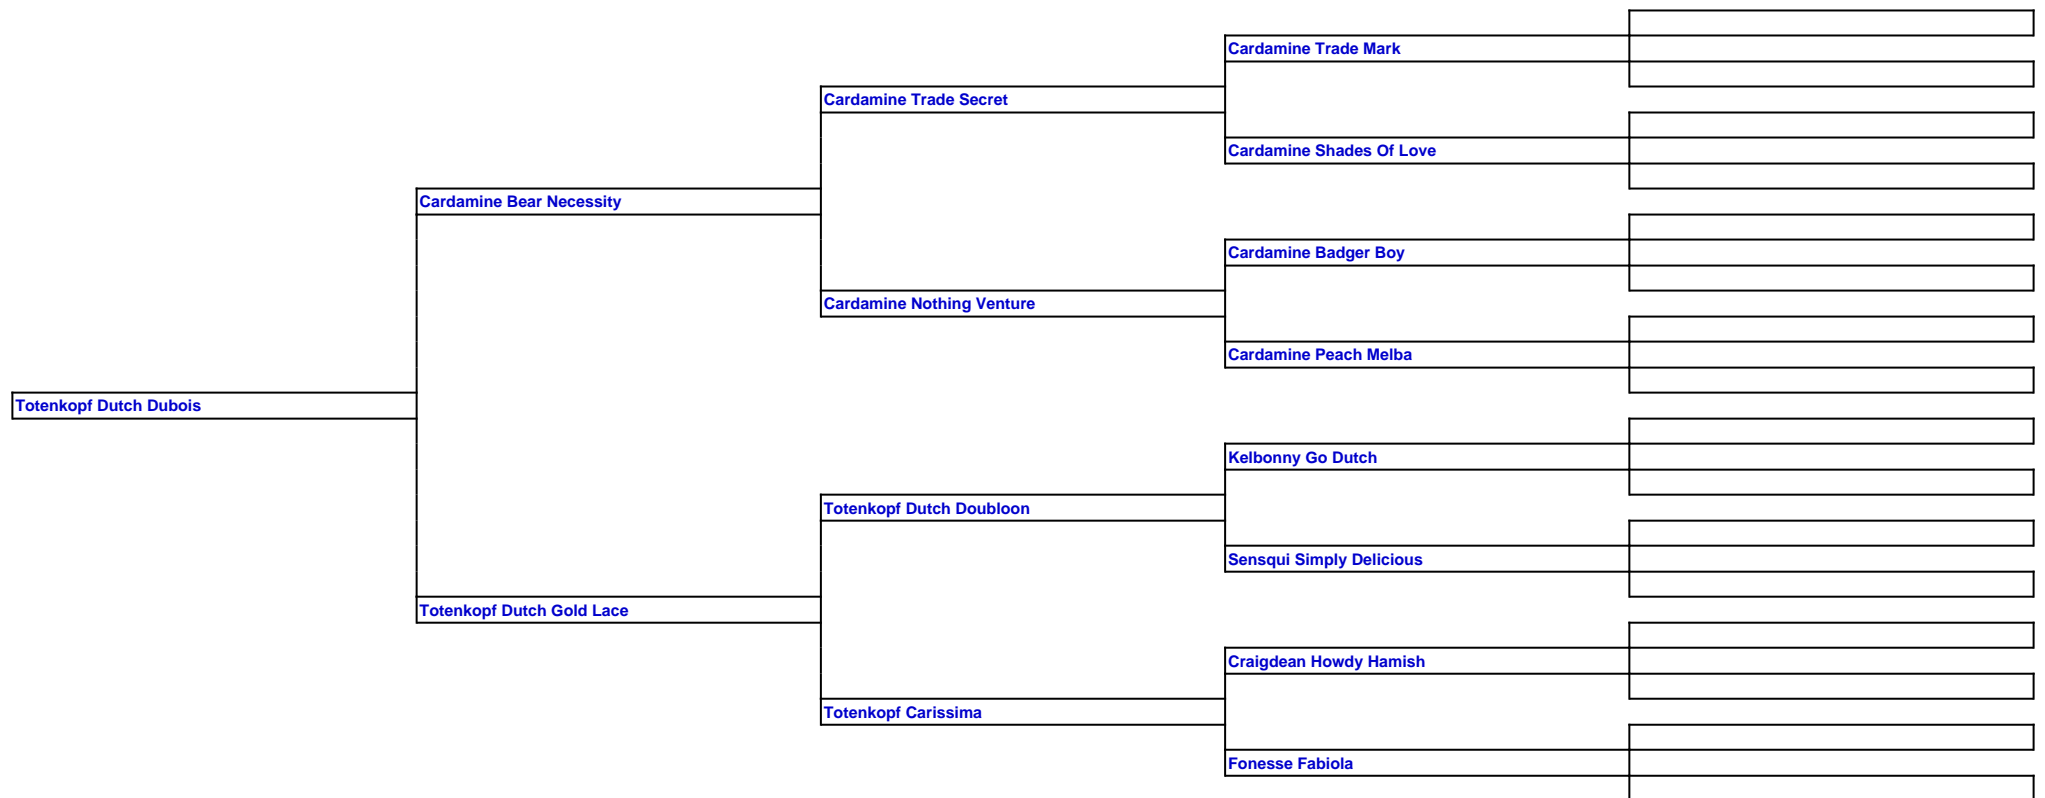 Cardamine Trade Mark
Cardamine Trade Secret
Cardamine Shades Of Love
Cardamine Bear Necessity
Cardamine Badger Boy
Cardamine Nothing Venture
Cardamine Peach Melba
Totenkopf Dutch Dubois
Kelbonny Go Dutch
Totenkopf Dutch Doubloon
Sensqui Simply Delicious
Totenkopf Dutch Gold Lace
Craigdean Howdy Hamish
Totenkopf Carissima
Fonesse Fabiola